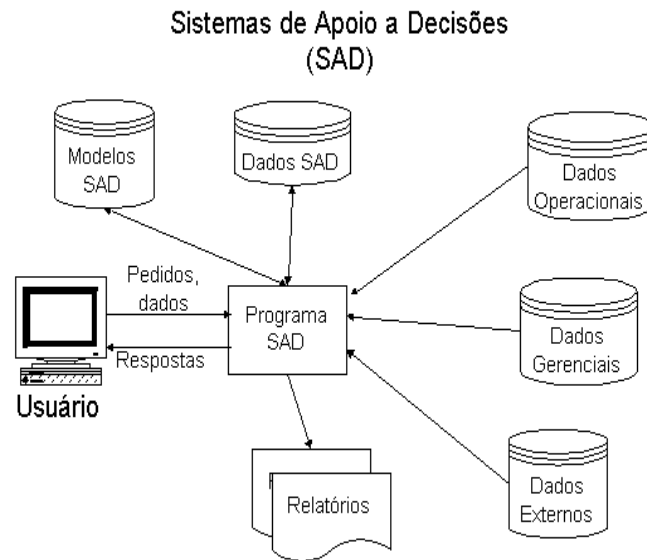 Sistemas de Apoio a Decisões
(SAD)
Modelos
SAD
Dados SAD
Dados
Operacionais
Pedidos,
dados
Programa
SAD
Respostas
Dados
Gerenciais
Usuário
Relatórios
Dados
Externos